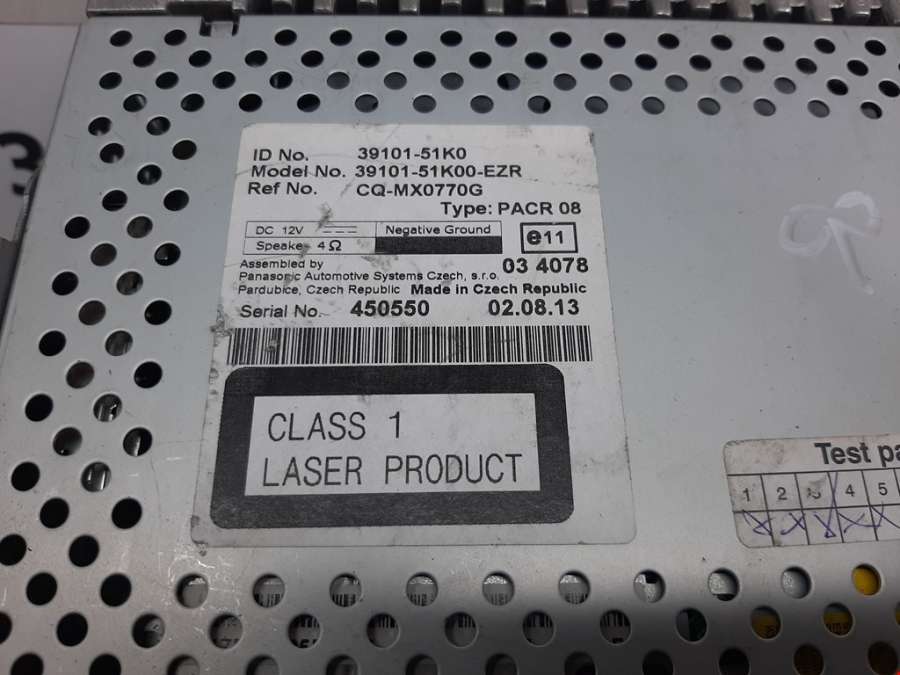 ID No. 39101-51K0
Model No. 39101-51K00-EZR
Ref No. CQ-MX0770G
Type: PACR 08
DC 12V Negative Ground
Speaker 4Ω
e11
03 4078
Assembled by
Panasonic Automotive Systems Czech, s.r.o.
Pardubice, Czech Republic Made in Czech Republic
Serial No. 450550 02.08.13
CLASS 1
LASER PRODUCT
Test pa
1 2 3 4 5